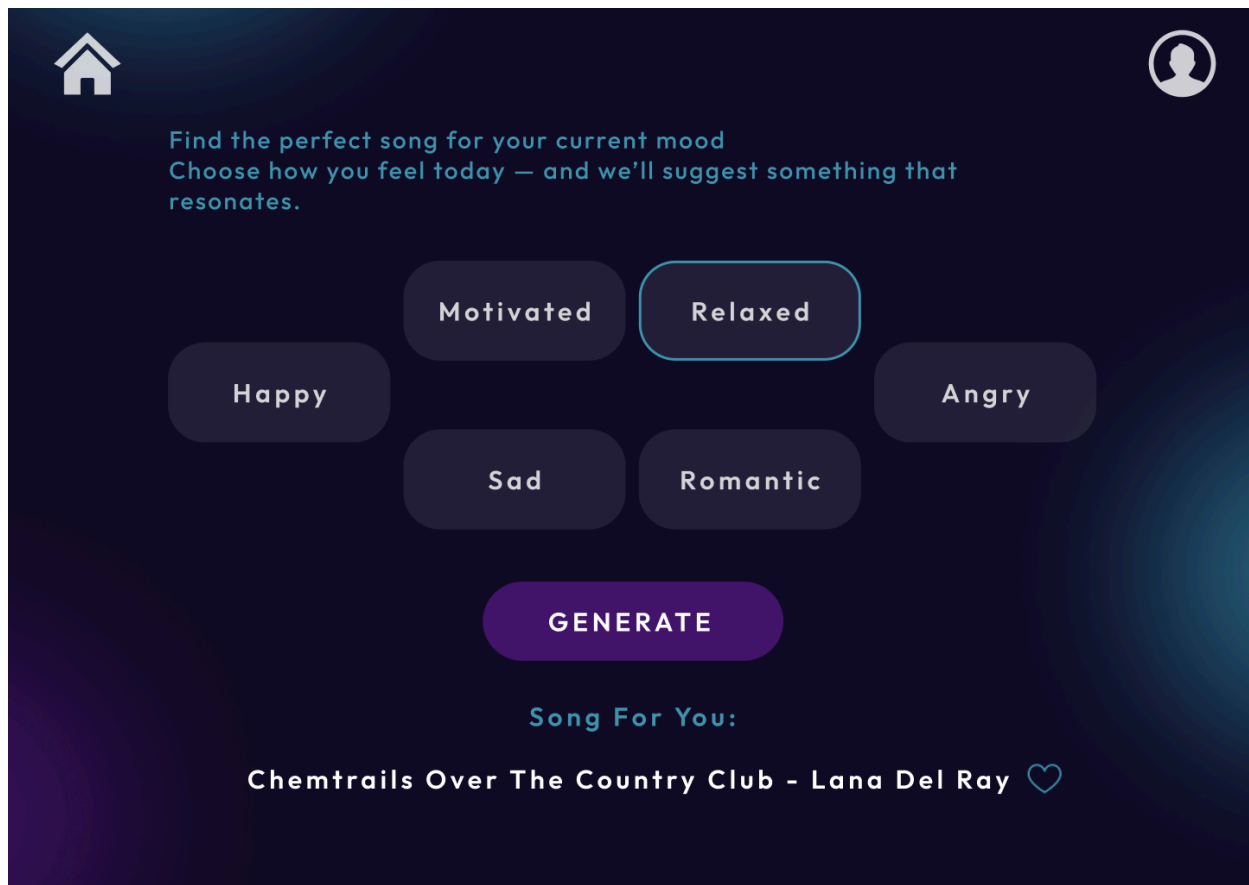 Find the perfect song for your current mood
Choose how you feel today — and we’ll suggest something that
resonates.
Motivated
Relaxed
Happy
Angry
Sad
Romantic
GENERATE
Song For You:
Chemtrails Over The Country Club - Lana Del Ray